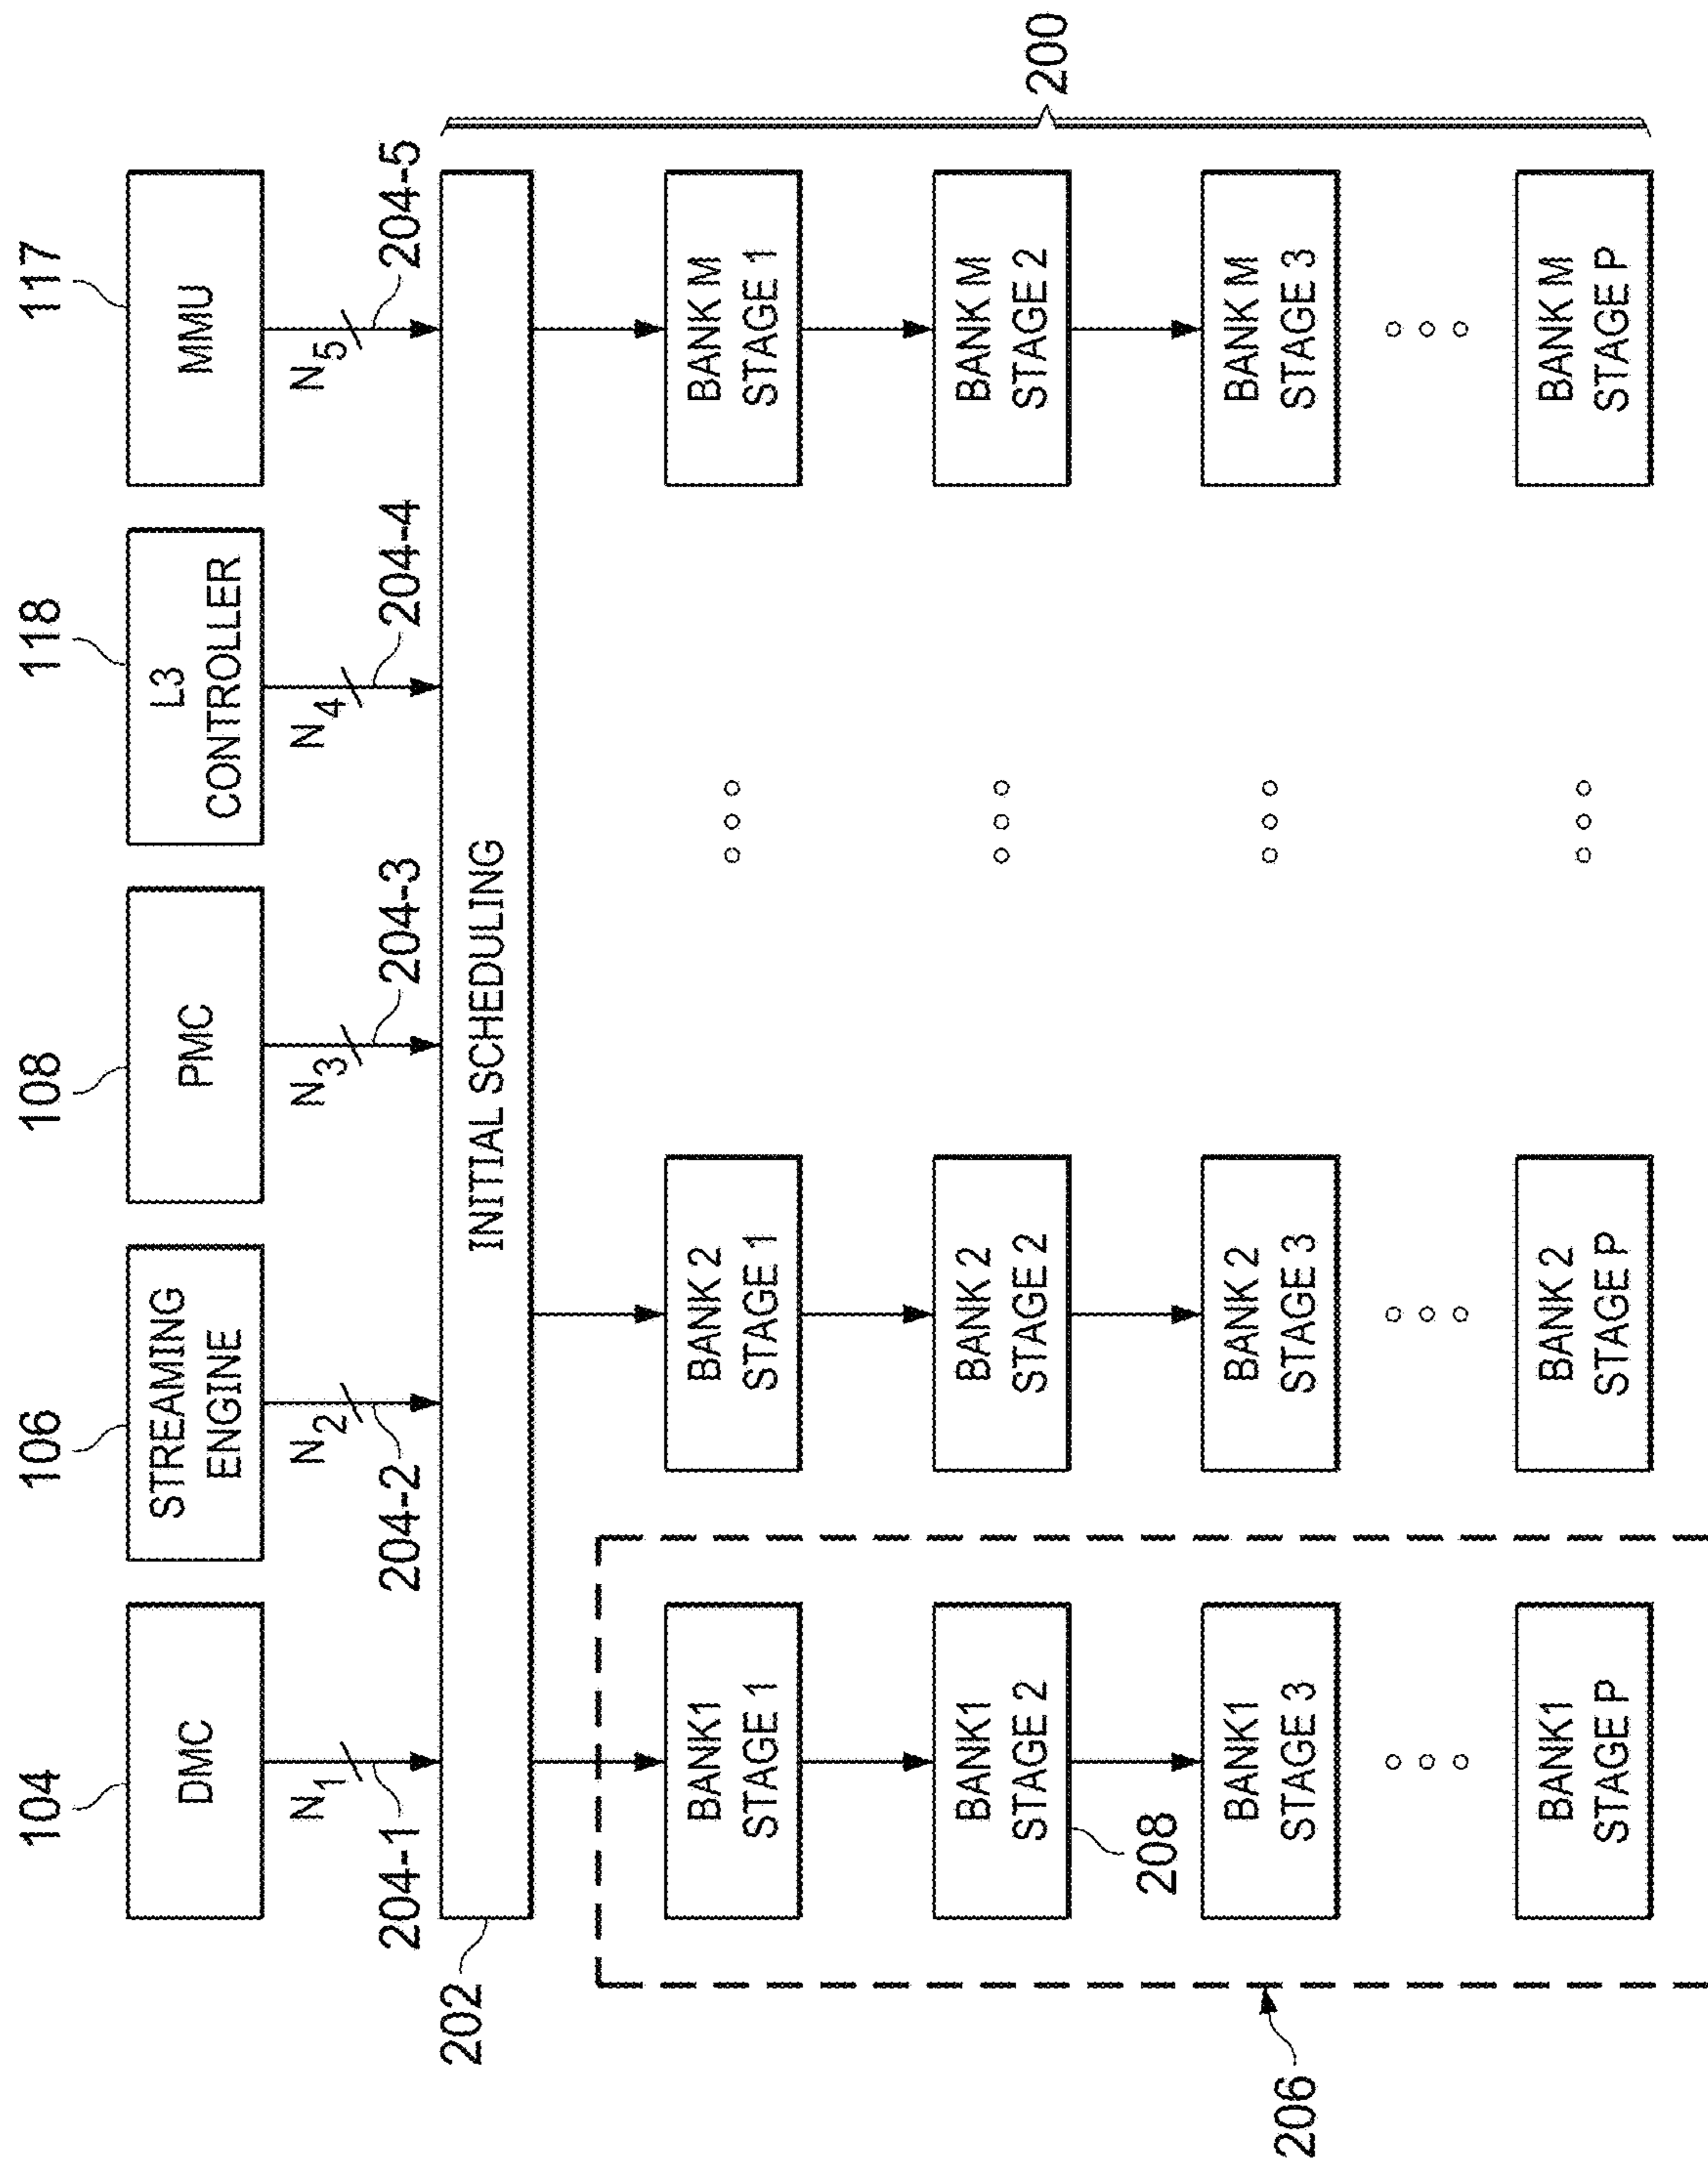 104
106
108
118
117
DMC
STREAMING
ENGINE
PMC
L3
CONTROLLER
MMU
N1
N2
N3
N4
N5
204-1
204-2
204-3
204-4
204-5
202
INITIAL SCHEDULING
200
BANK1
STAGE 1
BANK 2
STAGE 1
BANK M
STAGE 1
BANK1
STAGE 2
BANK 2
STAGE 2
BANK M
STAGE 2
208
BANK1
STAGE 3
BANK 2
STAGE 3
BANK M
STAGE 3
206
BANK1
STAGE P
BANK 2
STAGE P
BANK M
STAGE P